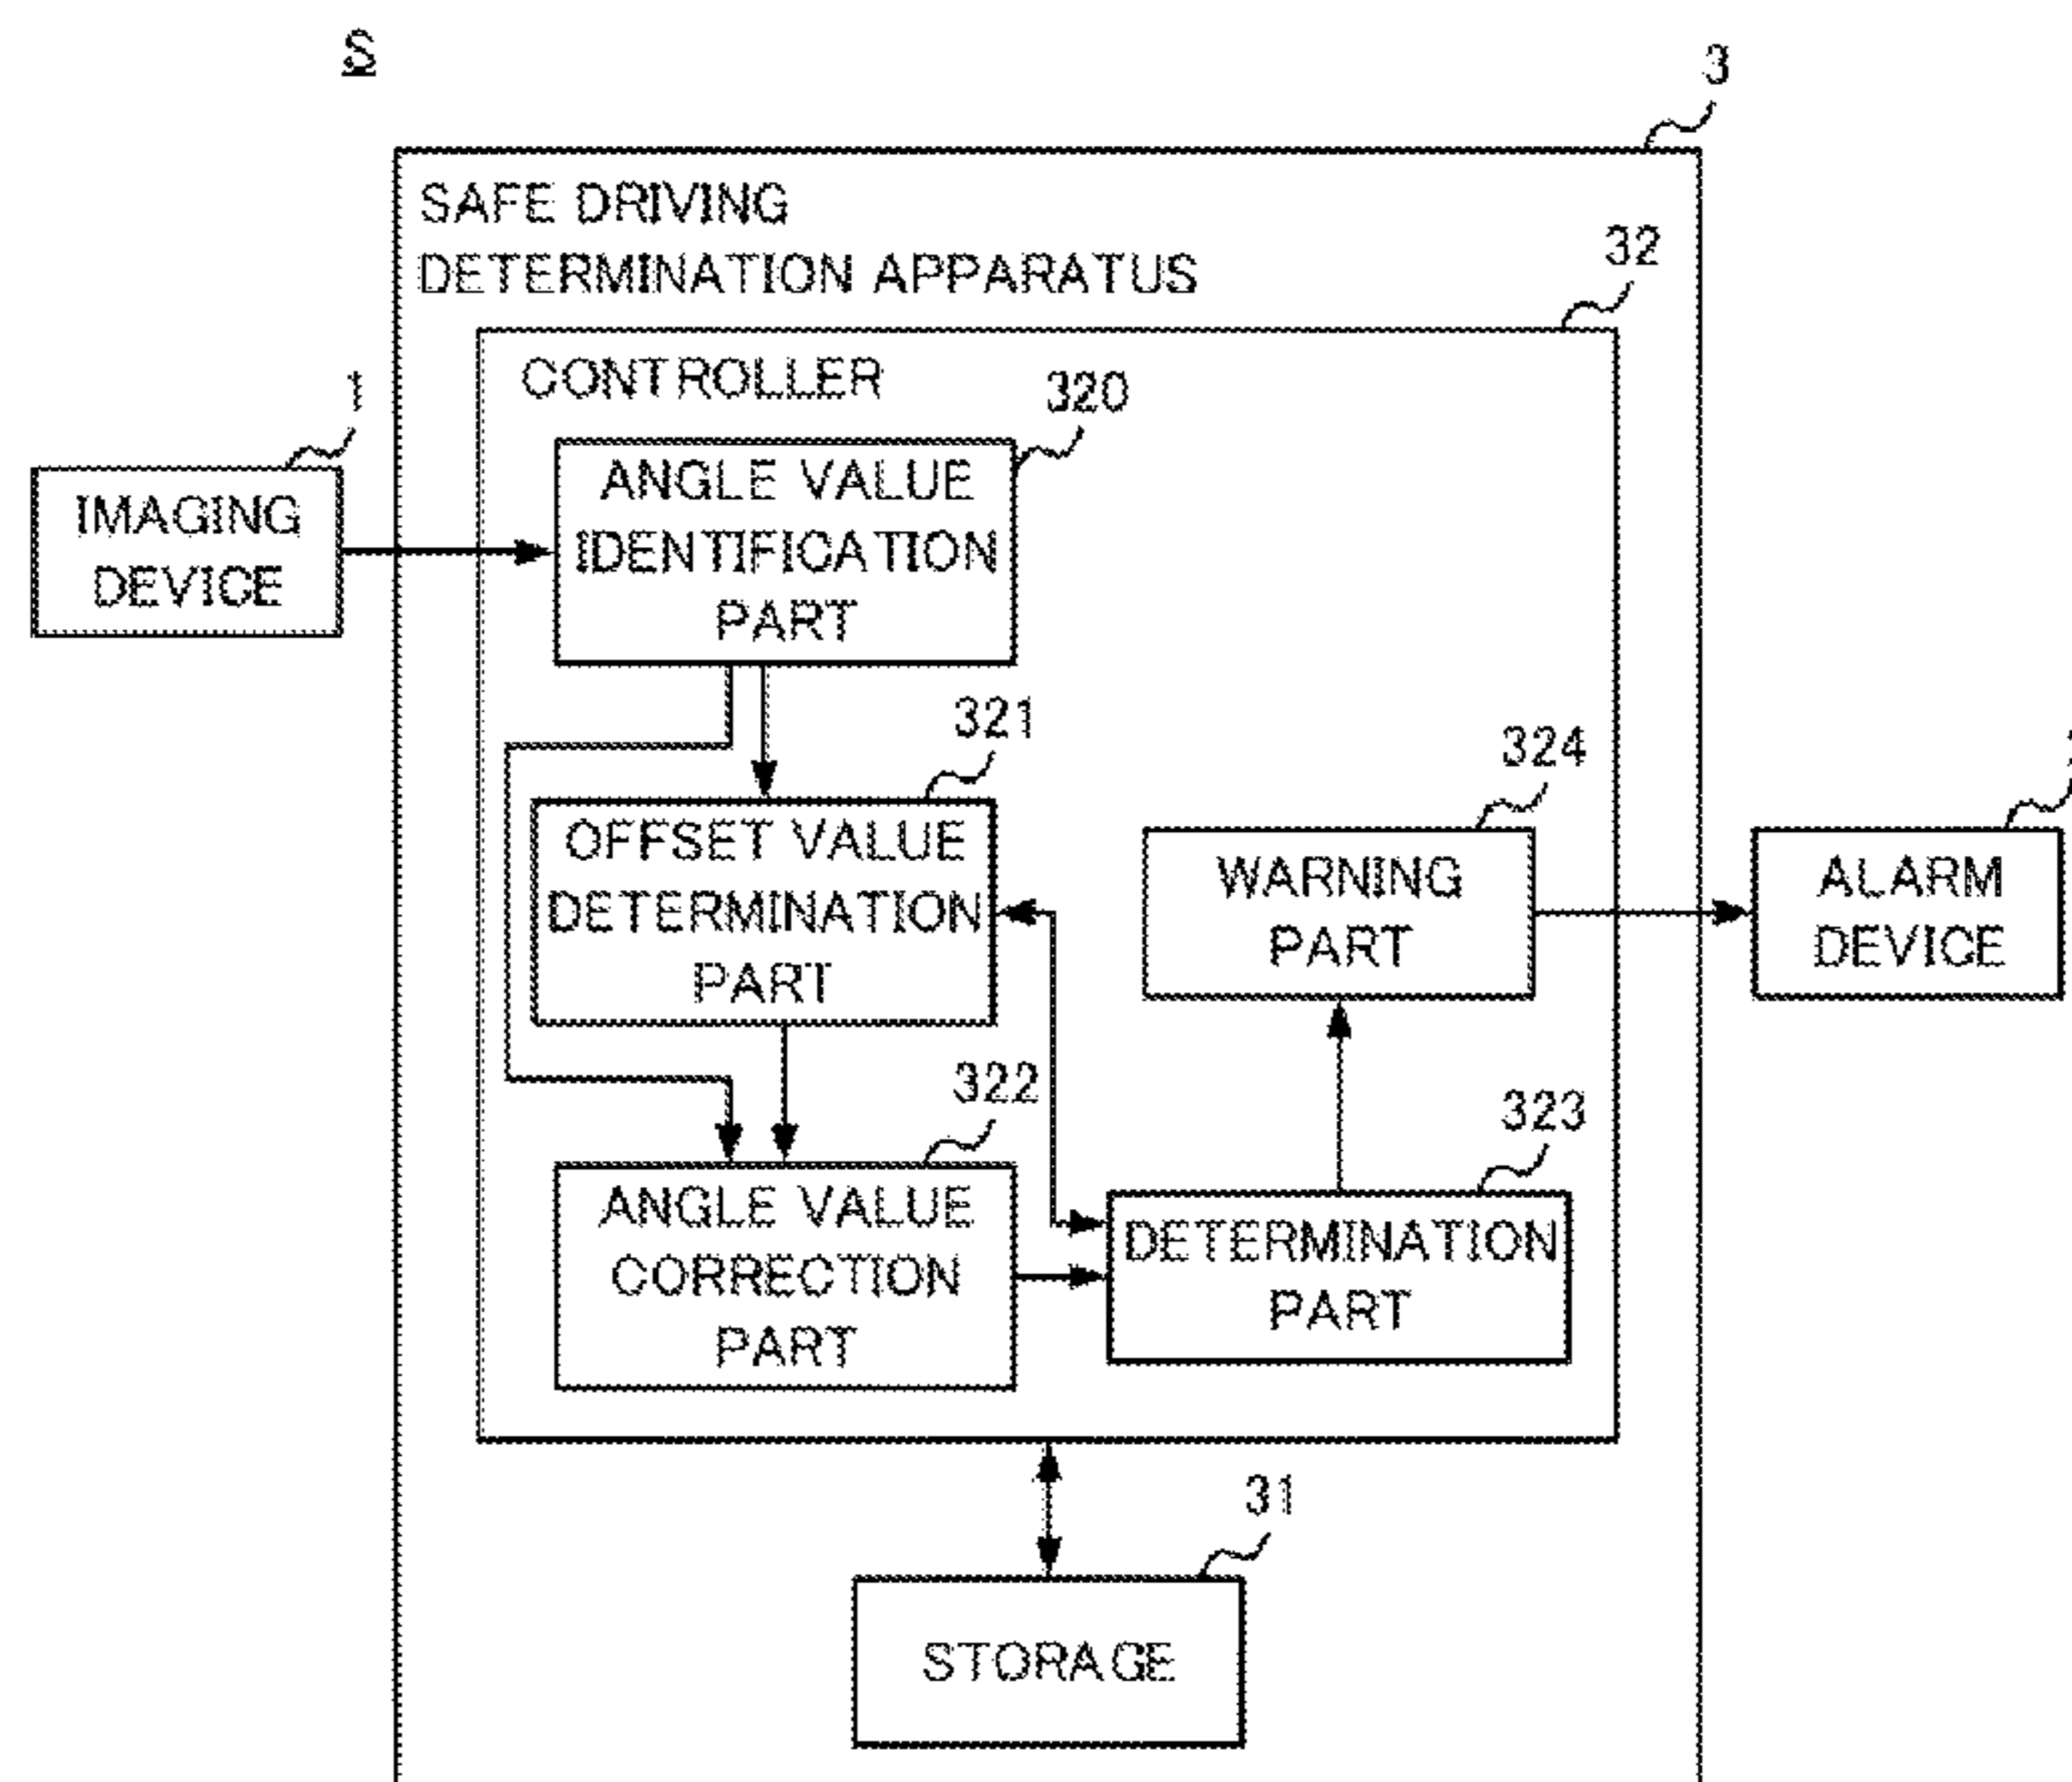 S
3
SAFE DRIVING
DETERMINATION APPARATUS
32
CONTROLLER
320
1
ANGLE VALUE
IDENTIFICATION
PART
IMAGING
DEVICE
321
324
OFFSET VALUE
DETERMINATION
PART
WARNING
PART
ALARM
DEVICE
322
323
ANGLE VALUE
CORRECTION
PART
DETERMINATION
PART
31
STORAGE